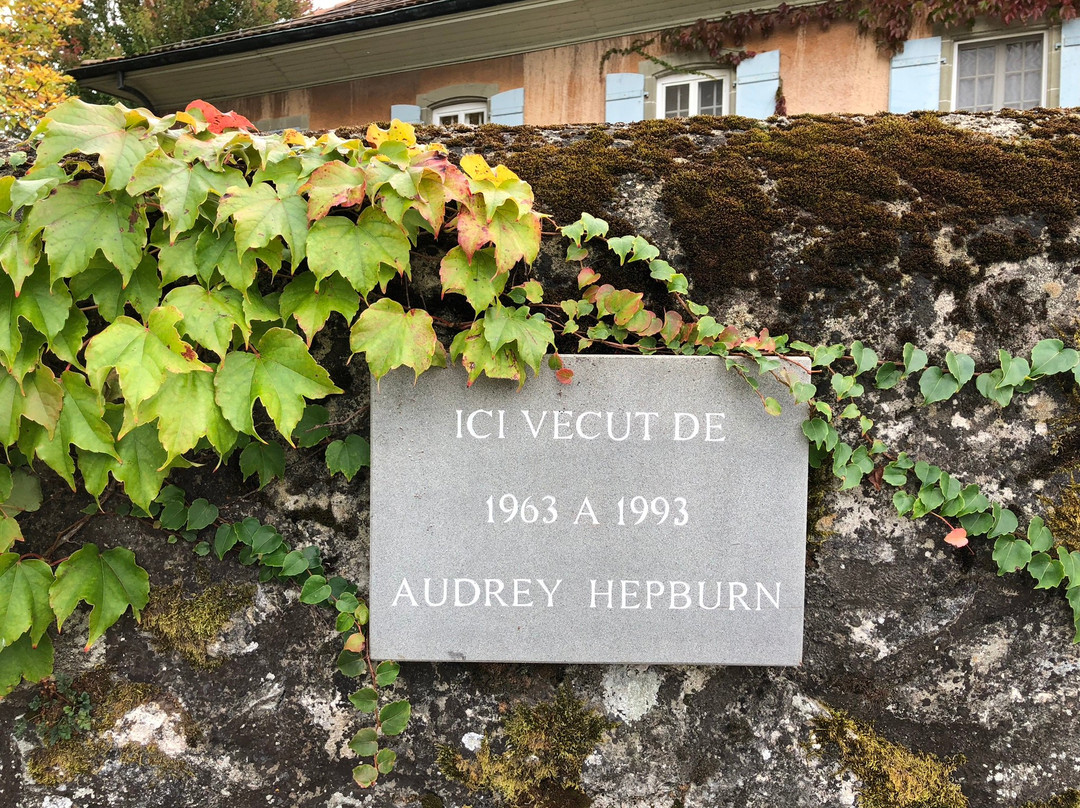 ICI VECUT DE
1963 A 1993
AUDREY HEPBURN